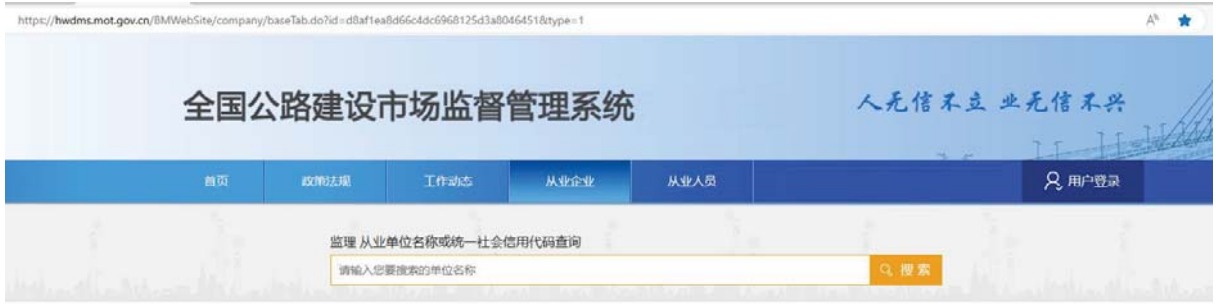 https://hwdms.mot.gov.cn/BMWebSite/company/baseTab.do?id=d8af1ea8d66c4dc6968125d3a8046451&type=1
全国公路建设市场监督管理系统
人无信不立 业无信不兴
首页 政策法规 工作动态 从业企业 从业人员 用户登录
监理 从业单位名称或统一社会信用代码查询
请输入您要搜索的单位名称 搜索